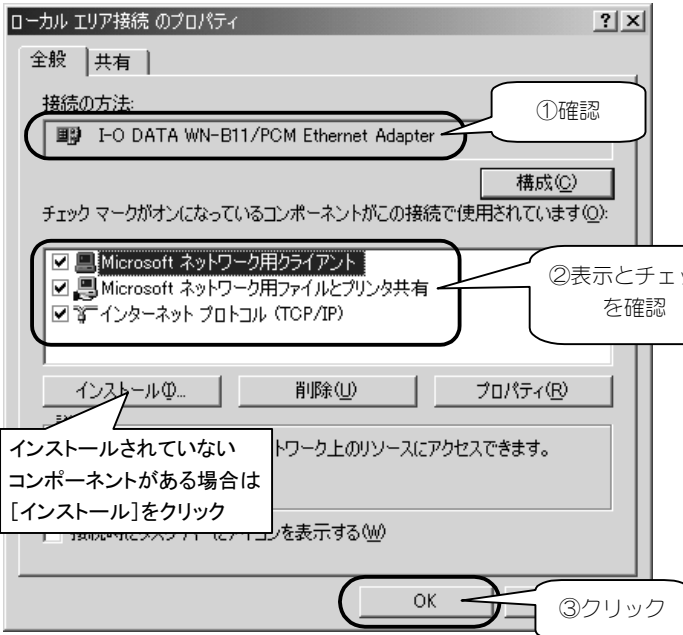 ローカル エリア接続 のプロパティ
全般
共有
接続の方法:
I-O DATA WN-B11/PCM Ethernet Adapter
①確認
構成(C)
チェック マークがオンになっているコンポーネントがこの接続で使用されています(O):
Microsoft ネットワーク用クライアント
Microsoft ネットワーク用ファイルとプリンタ共有
インターネット プロトコル (TCP/IP)
②表示とチェッ
を確認
インストール(I)...
削除(U)
プロパティ(R)
インストールされていない
コンポーネントがある場合は
[インストール]をクリック
トワーク上のリソースにアクセスできます。
ンを表示する(W)
OK
③クリック